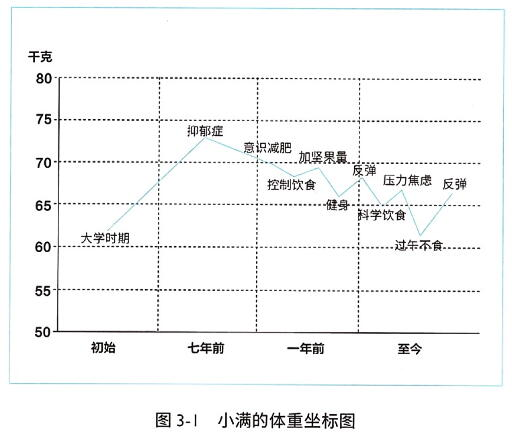 千克
80
75
70
65
60
55
50
抑郁症
意识减肥
加坚果量
控制饮食
反弹
健身
压力焦虑
反弹
科学饮食
大学时期
过午不食
初始
七年前
一年前
至今
图 3-1 小满的体重坐标图